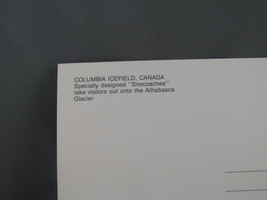 COLUMBIA ICEFIELD, CANADA
Specially designed "Snocoaches"
take visitors out onto the Athabasca
Glacier